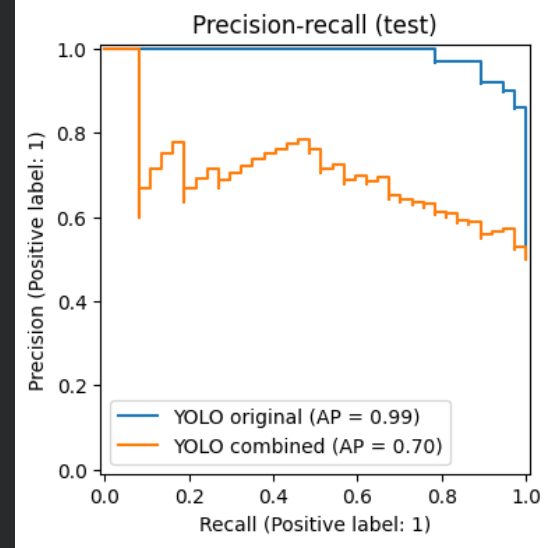 Precision-recall (test)
Precision (Positive label: 1)
1.0
0.8
0.6
0.4
0.2
0.0
YOLO original (AP = 0.99)
YOLO combined (AP = 0.70)
0.0 0.2 0.4 0.6 0.8 1.0
Recall (Positive label: 1)